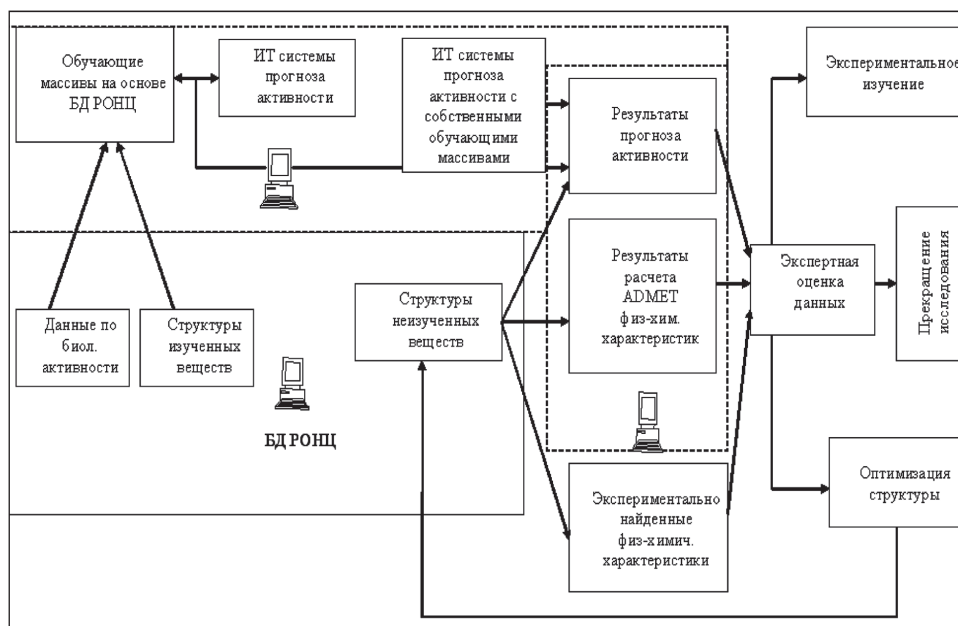 Обучающие
массивы на основе
БД РОНЦ
ИТ системы
прогноза
активности
ИТ системы
прогноза
активности с
собственными
обучающими
массивами
Результаты
прогноза
активности
Экспериментальное
изучение
Результаты
расчета
ADMET
физ-хим.
характеристик
Экспертная
оценка
данных
Прекращение
исследования
Данные по
биол.
активности
Структуры
изученных
веществ
Структуры
неизученных
веществ
БД РОНЦ
Экспериментально
найденные
физ-химич.
характеристики
Оптимизация
структуры